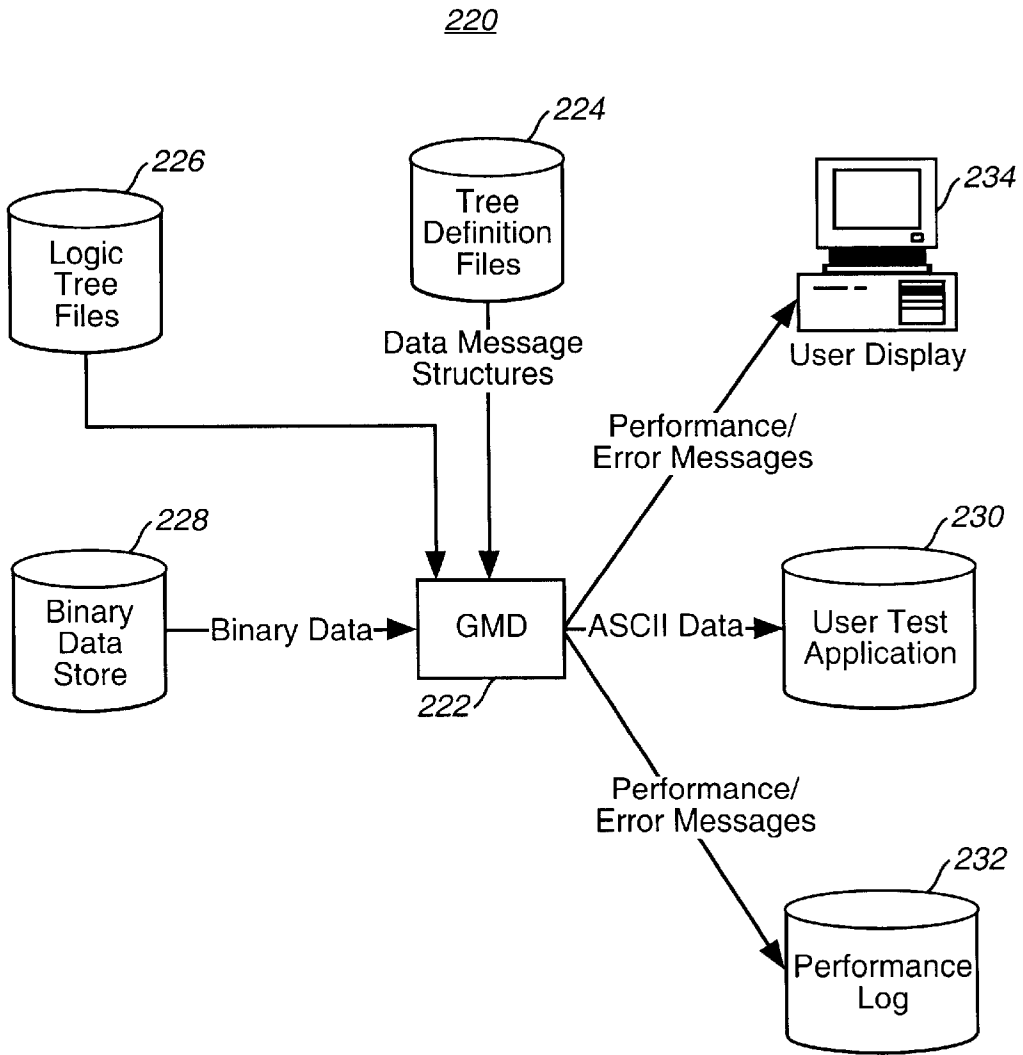 220
224
226
234
Tree
Definition
Files
Logic
Tree
Files
Data Message
Structures
User Display
Performance/
Error Messages
228
230
Binary
Data
Store
Binary Data
GMD
ASCII Data
User Test
Application
222
Performance/
Error Messages
232
Performance
Log